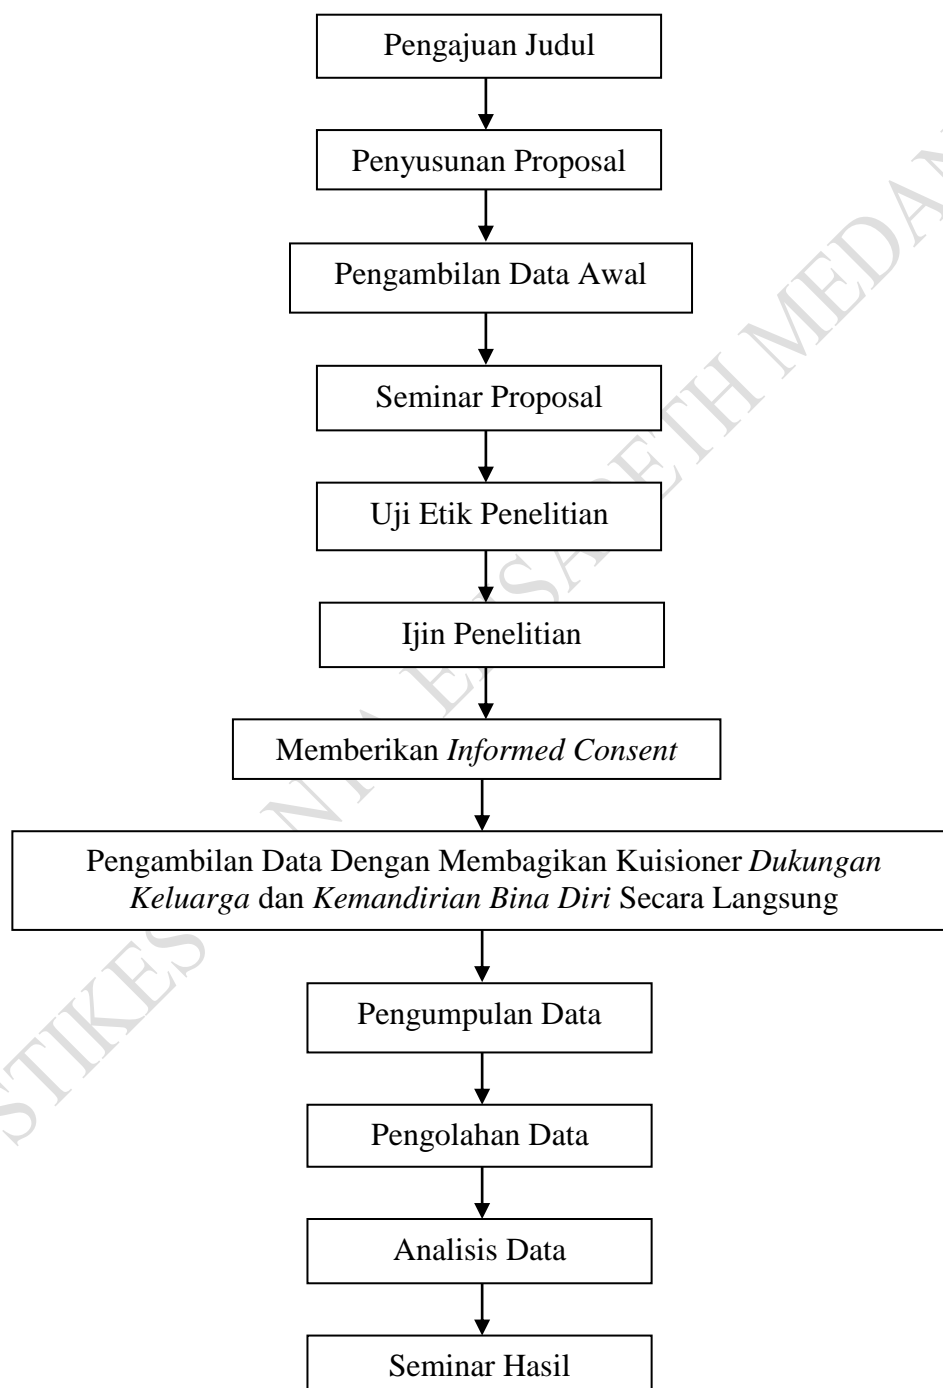 Pengajuan Judul
Penyusunan Proposal
Pengambilan Data Awal
Seminar Proposal
Uji Etik Penelitian
Ijin Penelitian
Memberikan Informed Consent
Pengambilan Data Dengan Membagikan Kuisioner Dukungan
Keluarga dan Kemandirian Bina Diri Secara Langsung
Pengumpulan Data
Pengolahan Data
Analisis Data
Seminar Hasil
STIKES
MEDAN